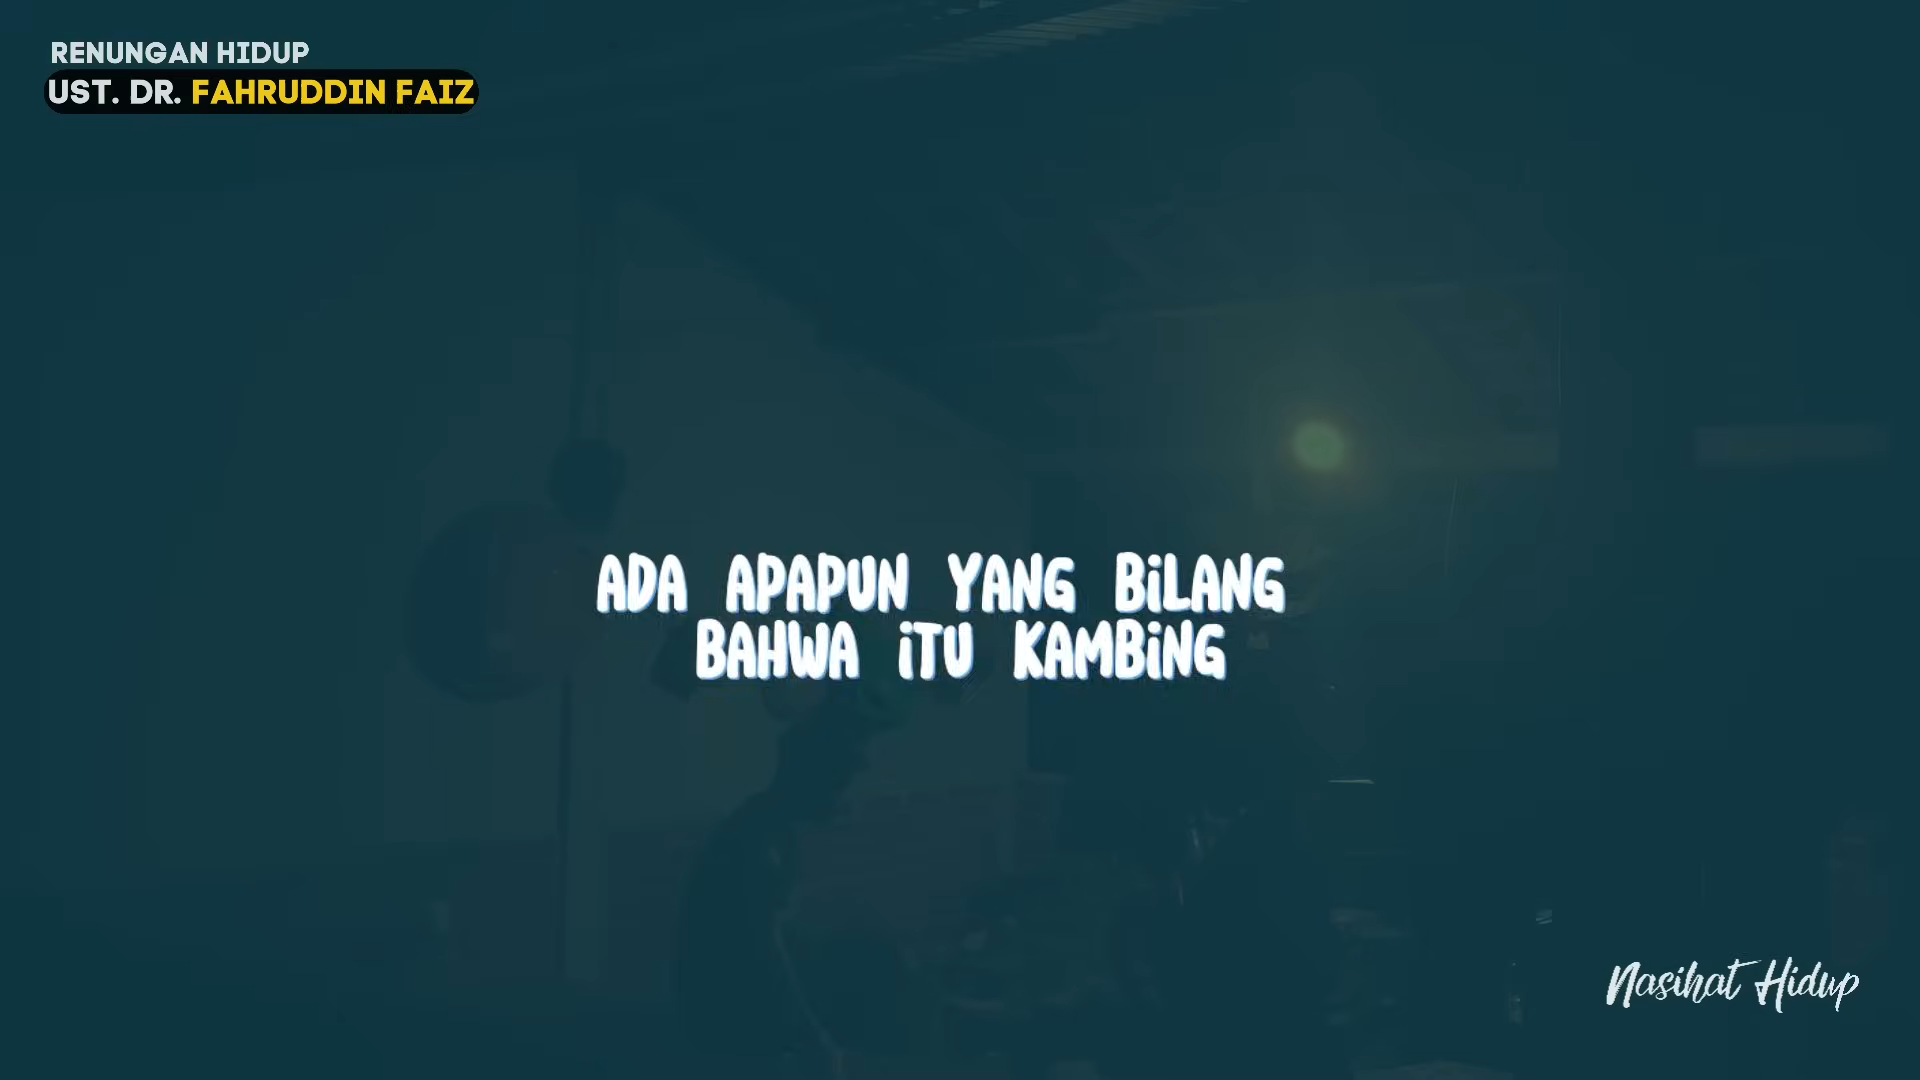 RENUNGAN HIDUP
UST. DR. FAHRUDDIN FAIZ
ADA APAPUN YANG BiLANG
BAHWA iTU KAMBiNG
Nasihat Hidup